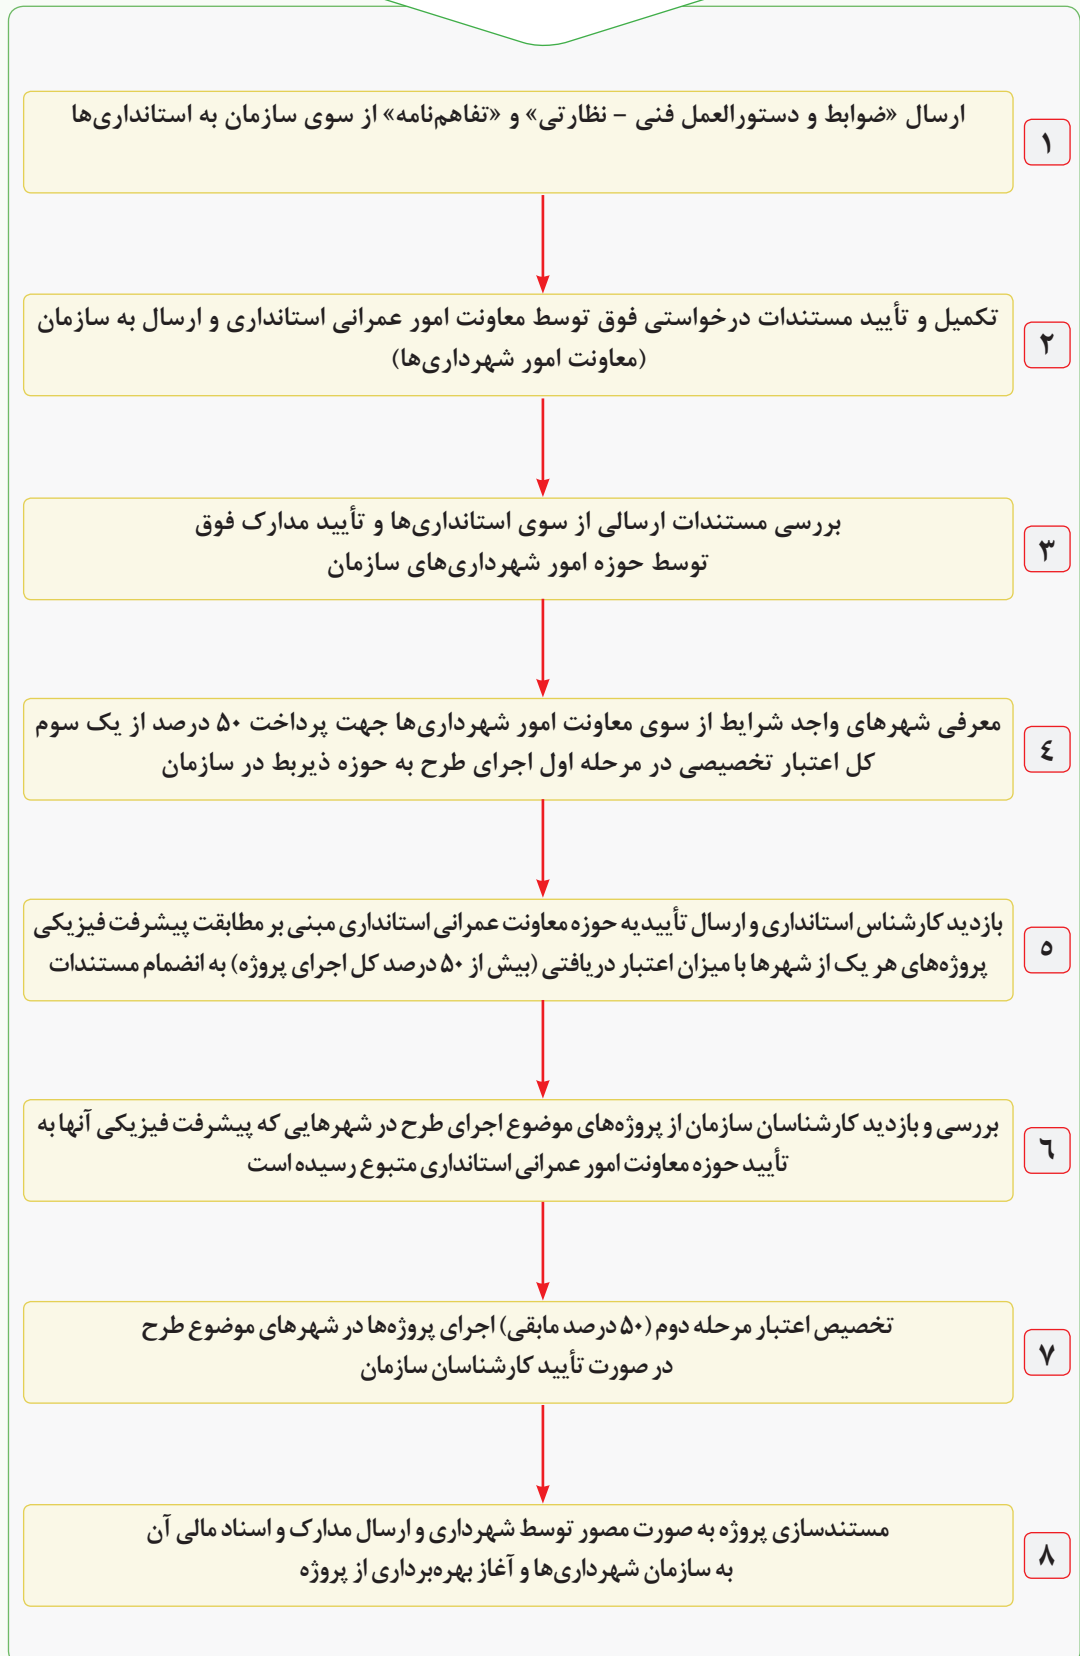 ارسال «ضوابط و دستورالعمل فنی – نظارتی» و «تفاهم‌نامه» از سوی سازمان به استانداری‌ها
۱
تکمیل و تأیید مستندات درخواستی فوق توسط معاونت امور عمرانی استانداری و ارسال به سازمان
(معاونت امور شهرداری‌ها)
۲
بررسی مستندات ارسالی از سوی استانداری‌ها و تأیید مدارک فوق
توسط حوزه امور شهرداری‌های سازمان
۳
معرفی شهرهای واجد شرایط از سوی معاونت امور شهرداری‌ها جهت پرداخت ۵۰ درصد از یک سوم
کل اعتبار تخصیصی در مرحله اول اجرای طرح به حوزه ذیربط در سازمان
٤
بازدید کارشناس استانداری و ارسال تأییدیه حوزه معاونت عمرانی استانداری مبنی بر مطابقت پیشرفت فیزیکی
پروژه‌های هر یک از شهرها با میزان اعتبار دریافتی (بیش از ۵۰ درصد کل اجرای پروژه) به انضمام مستندات
٥
بررسی و بازدید کارشناسان سازمان از پروژه‌های موضوع اجرای طرح در شهرهایی که پیشرفت فیزیکی آنها به
تأیید حوزه معاونت امور عمرانی استانداری متبوع رسیده است
٦
تخصیص اعتبار مرحله دوم (۵۰ درصد مابقی) اجرای پروژه‌ها در شهرهای موضوع طرح
در صورت تأیید کارشناسان سازمان
۷
مستندسازی پروژه به صورت مصور توسط شهرداری و ارسال مدارک و اسناد مالی آن
به سازمان شهرداری‌ها و آغاز بهره‌برداری از پروژه
۸